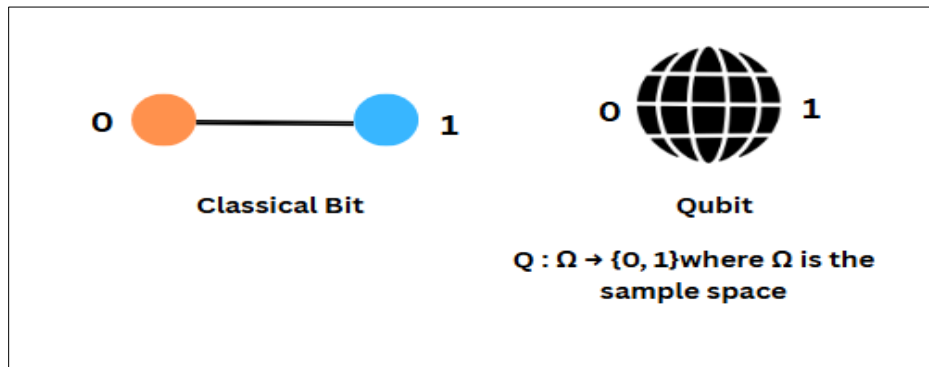 0
1
Classical Bit
0
1
Qubit
Q : Ω → {0, 1}where Ω is the
sample space